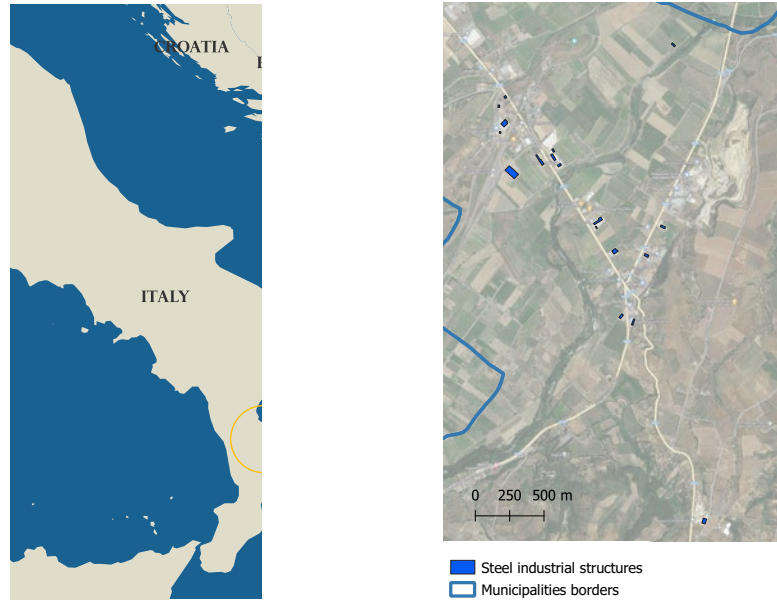 CROATIA
ITALY
0 250 500 m
Steel industrial structures
Municipalities borders